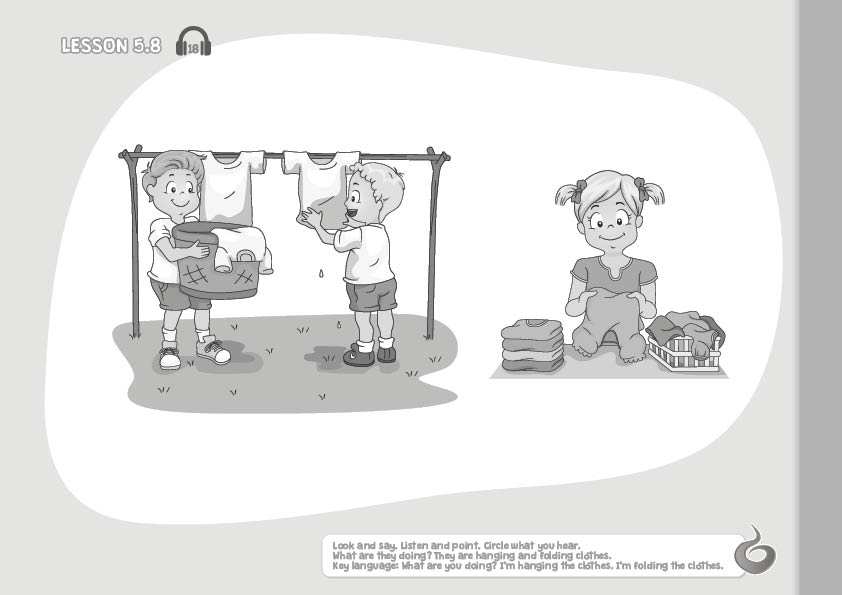 LESSON 5.8
18
Look and say. Listen and point. Circle what you hear.
What are they doing? They are hanging and folding clothes.
Key language: What are you doing? I'm hanging the clothes. I'm folding the clothes.